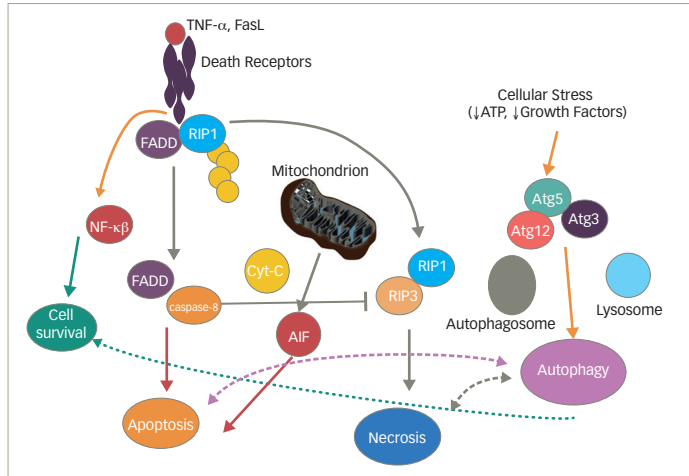 TNF-α, FasL
Death Receptors
Cellular Stress
(↓ATP, ↓Growth Factors)
FADD
RIP1
Mitochondrion
Atg5
Atg12
Atg3
NF-κβ
Cyt-C
RIP1
FADD
RIP3
caspase-8
Autophagosome
Lysosome
Cell
survival
AIF
Autophagy
Apoptosis
Necrosis